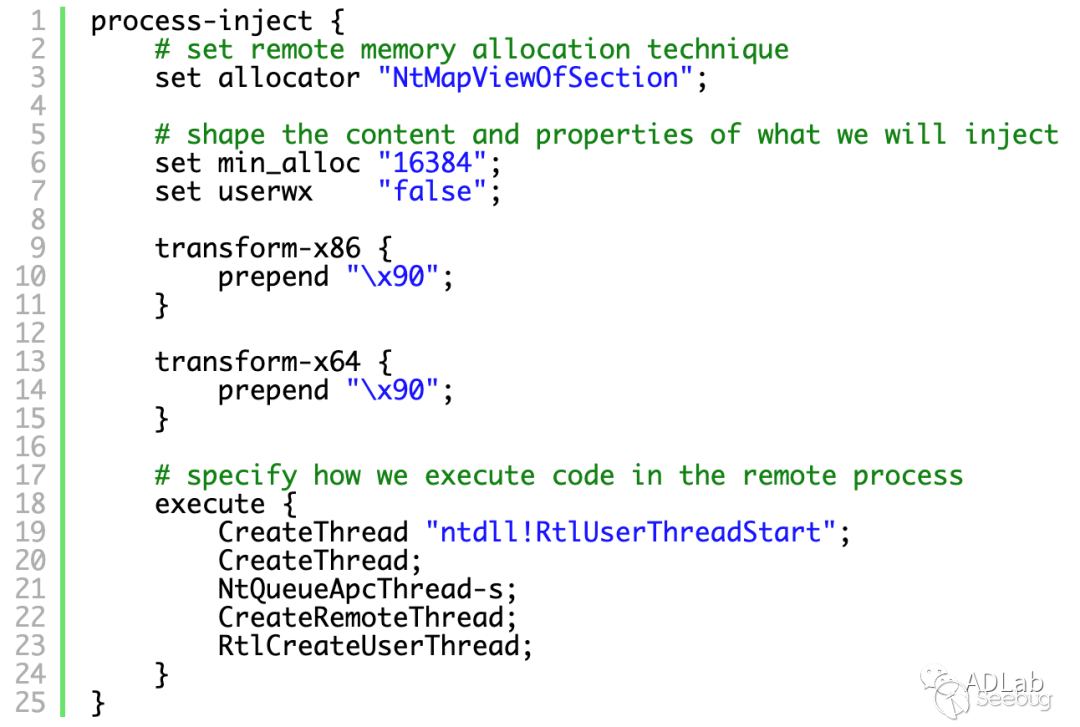 1 process-inject {
2 # set remote memory allocation technique
3 set allocator "NtMapViewOfSection";
4
5 # shape the content and properties of what we will inject
6 set min_alloc "16384";
7 set userwx "false";
8
9 transform-x86 {
10 prepend "\x90";
11 }
12
13 transform-x64 {
14 prepend "\x90";
15 }
16
17 # specify how we execute code in the remote process
18 execute {
19 CreateThread "ntdll!RtlUserThreadStart";
20 CreateThread;
21 NtQueueApcThread-s;
22 CreateRemoteThread;
23 RtlCreateUserThread;
24 }
25 }
ADLab
Seebug